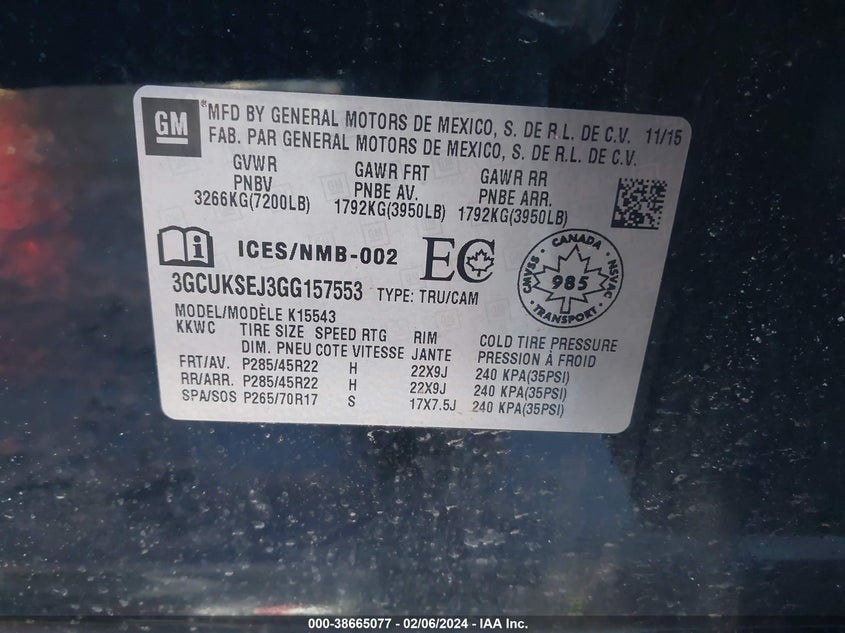 GM
®MFD BY GENERAL MOTORS DE MEXICO, S. DE R.L. DE C.V. 11/15
FAB. PAR GENERAL MOTORS DE MEXICO, S. DE R.L. DE C.V.
GVWR GAWR FRT GAWR RR
PNBV PNBE AV. PNBE ARR.
3266KG(7200LB) 1792KG(3950LB) 1792KG(3950LB)
i ICES/NMB-002 EC
CANADA
CMVSS 985 NSVAC
TRANSPORT
3GCUKSEJ3GG157553 TYPE: TRU/CAM
MODEL/MODÈLE K15543
KKWC TIRE SIZE SPEED RTG RIM COLD TIRE PRESSURE
DIM. PNEU COTE VITESSE JANTE PRESSION À FROID
FRT/AV. P285/45R22 H 22X9J 240 KPA(35PSI)
RR/ARR. P285/45R22 H 22X9J 240 KPA(35PSI)
SPA/SOS P265/70R17 S 17X7.5J 240 KPA(35PSI)
000-38665077 - 02/06/2024 - IAA Inc.